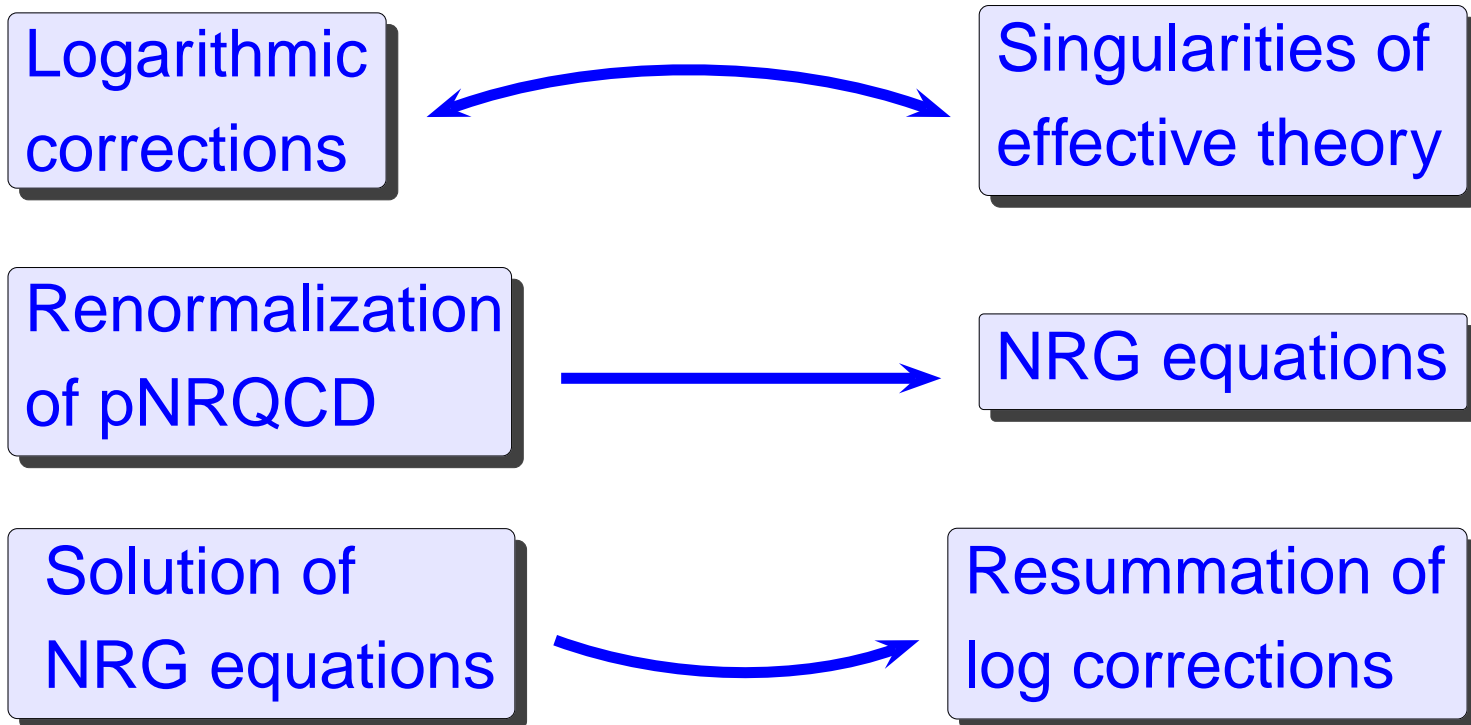 Logarithmic
corrections
Singularities of
effective theory
Renormalization
of pNRQCD
NRG equations
Solution of
NRG equations
Resummation of
log corrections